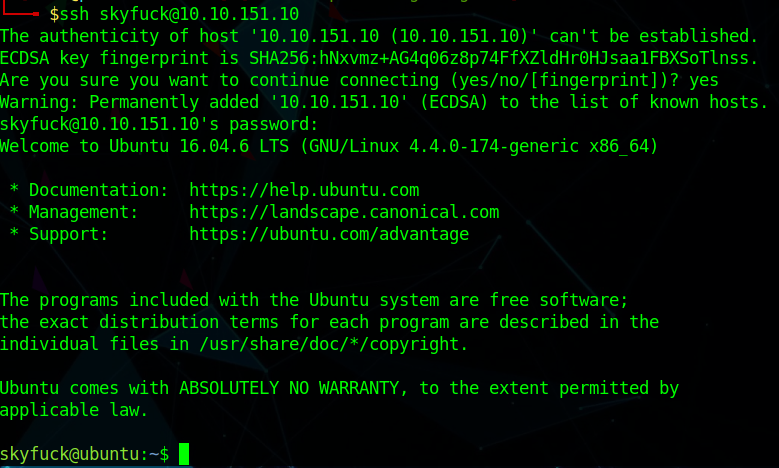 $ssh skyfuck@10.10.151.10
The authenticity of host '10.10.151.10 (10.10.151.10)' can't be established.
ECDSA key fingerprint is SHA256:hNxvmz+AG4q06z8p74FfXZldHr0HJsaa1FBXSoTlnss.
Are you sure you want to continue connecting (yes/no/[fingerprint])? yes
Warning: Permanently added '10.10.151.10' (ECDSA) to the list of known hosts.
skyfuck@10.10.151.10's password:
Welcome to Ubuntu 16.04.6 LTS (GNU/Linux 4.4.0-174-generic x86_64)
* Documentation:  https://help.ubuntu.com
* Management:     https://landscape.canonical.com
* Support:        https://ubuntu.com/advantage
The programs included with the Ubuntu system are free software;
the exact distribution terms for each program are described in the
individual files in /usr/share/doc/*/copyright.
Ubuntu comes with ABSOLUTELY NO WARRANTY, to the extent permitted by
applicable law.
skyfuck@ubuntu:~$